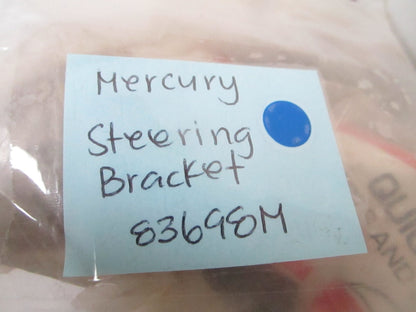 Mercury
Steering
Bracket
83698M